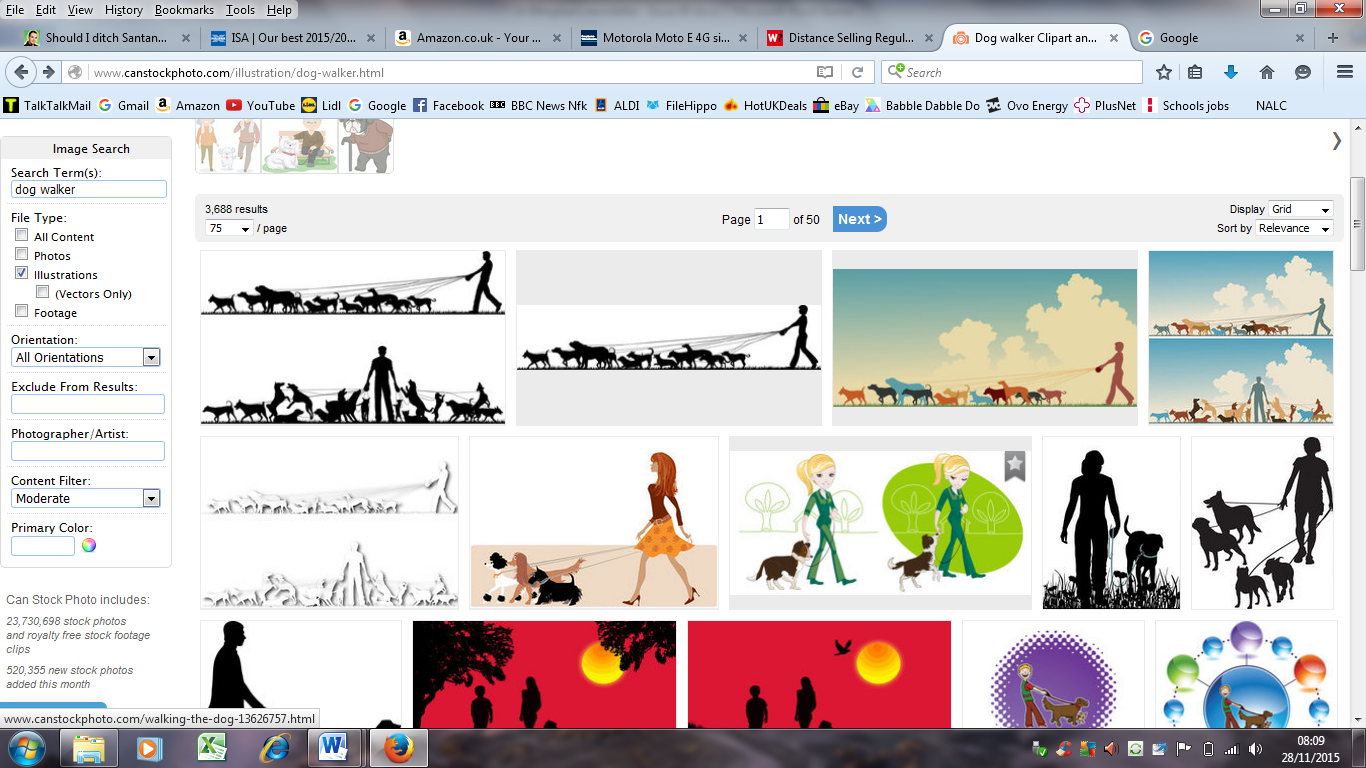 File Edit View History Bookmarks Tools Help
Should I ditch Santan... ISA | Our best 2015/20... Amazon.co.uk - Your ... Motorola Moto E 4G si... Distance Selling Regul... Dog walker Clipart an... Google
www.canstockphoto.com/illustration/dog-walker.html Search
TalkTalkMail Gmail Amazon YouTube Lidl Google Facebook BBC News Nfk ALDI FileHippo HotUKDeals eBay Babble Dabble Do Ovo Energy PlusNet Schools jobs NALC
Image Search
Search Term(s):
dog walker
File Type:
All Content
Photos
Illustrations
(Vectors Only)
Footage
Orientation:
All Orientations
Exclude From Results:
Photographer/Artist:
Content Filter:
Moderate
Primary Color:
Can Stock Photo includes:
23,730,698 stock photos
and royalty free stock footage
clips
520,355 new stock photos
added this month
3,688 results
75 / page
Page 1 of 50 Next >
Display Grid
Sort by Relevance
www.canstockphoto.com/walking-the-dog-13626757.html
08:09
28/11/2015